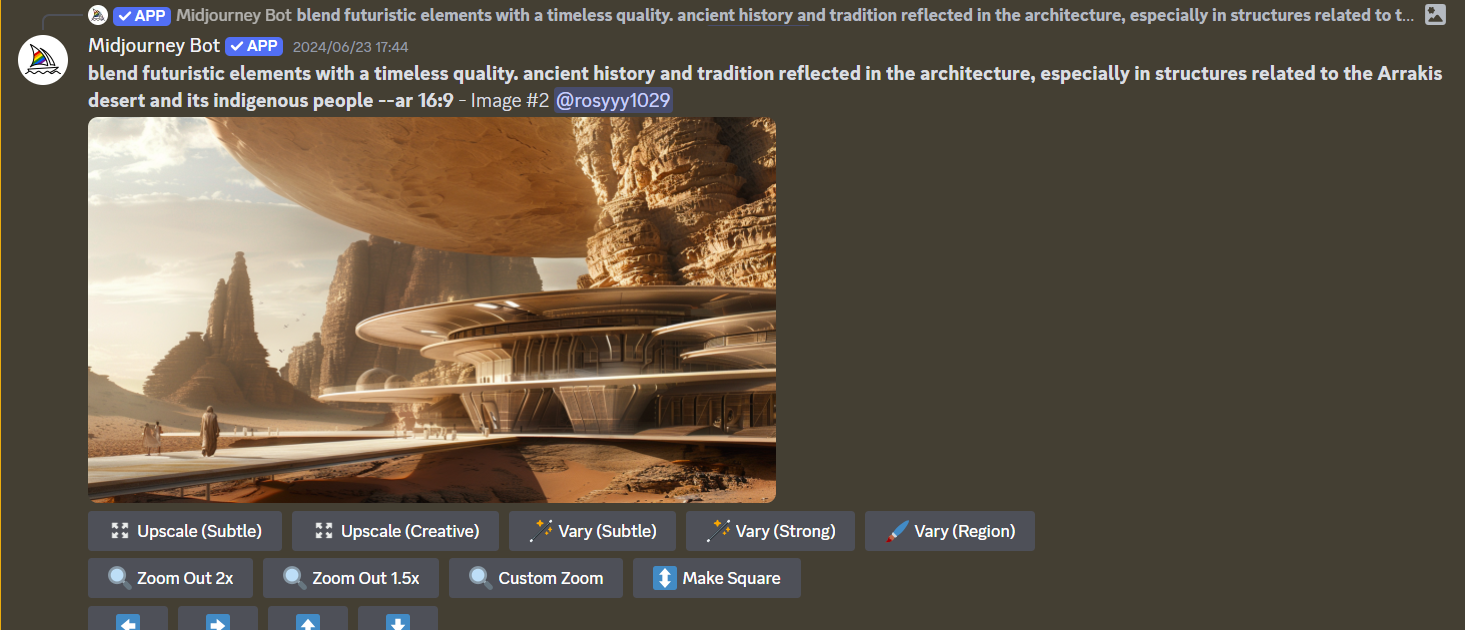 APP Midjourney Bot blend futuristic elements with a timeless quality. ancient history and tradition reflected in the architecture, especially in structures related to t...
Midjourney Bot APP 2024/06/23 17:44
blend futuristic elements with a timeless quality. ancient history and tradition reflected in the architecture, especially in structures related to the Arrakis
desert and its indigenous people --ar 16:9 - Image #2 @rosyyy1029
Upscale (Subtle) Upscale (Creative) Vary (Subtle) Vary (Strong) Vary (Region)
Zoom Out 2x Zoom Out 1.5x Custom Zoom Make Square